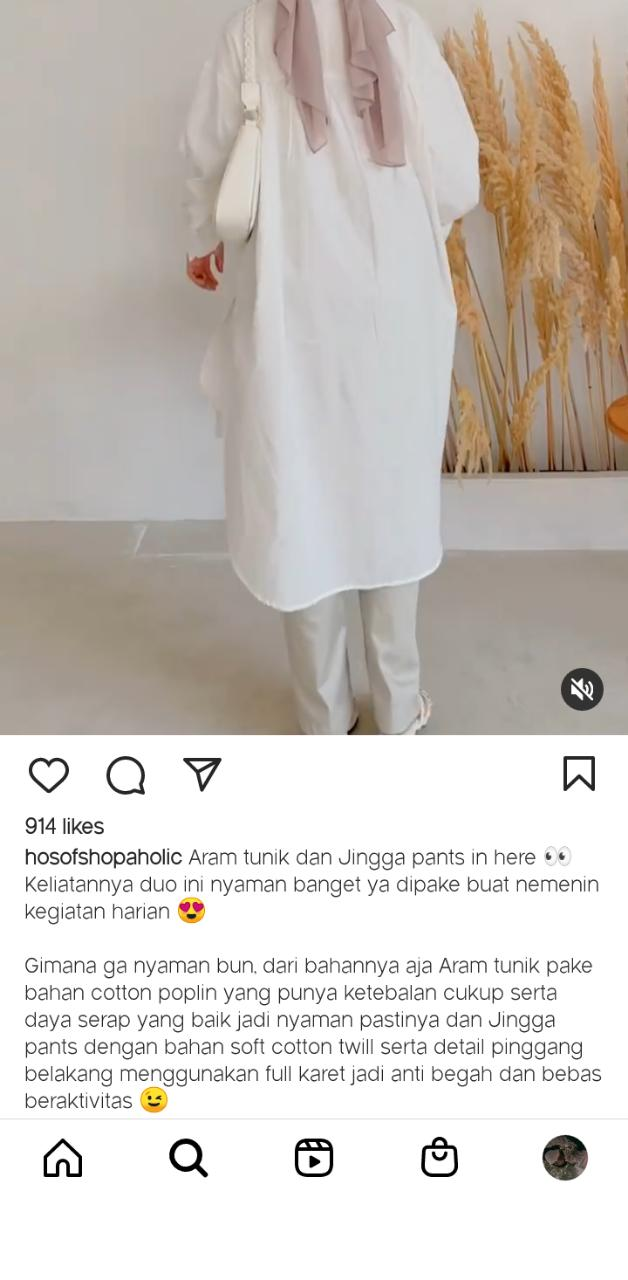 914 likes
hosofshopaholic Aram tunik dan Jingga pants in here 👀
Keliatannya duo ini nyaman banget ya dipake buat nemenin
kegiatan harian 😍
Gimana ga nyaman bun, dari bahannya aja Aram tunik pake
bahan cotton poplin yang punya ketebalan cukup serta
daya serap yang baik jadi nyaman pastinya dan Jingga
pants dengan bahan soft cotton twill serta detail pinggang
belakang menggunakan full karet jadi anti begah dan bebas
beraktivitas 😉